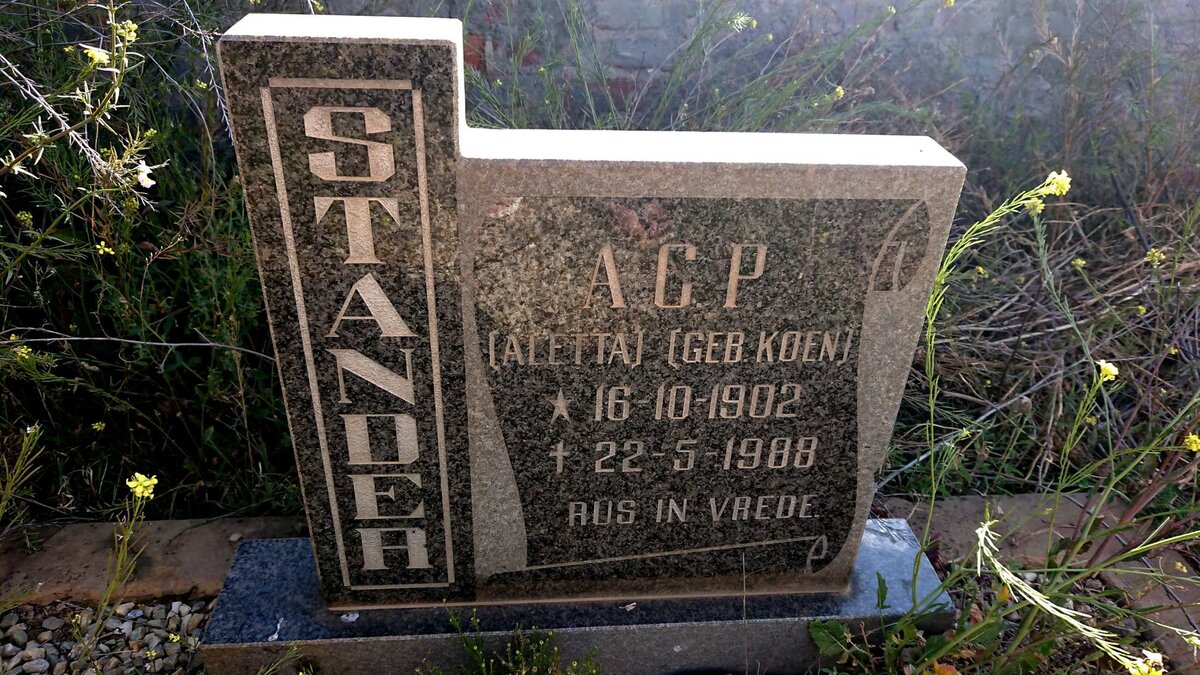 STANDER
A C P
(ALETTA) (GEB. KOEN)
★ 16-10-1902
† 22-5-1988
RUS IN VREDE.